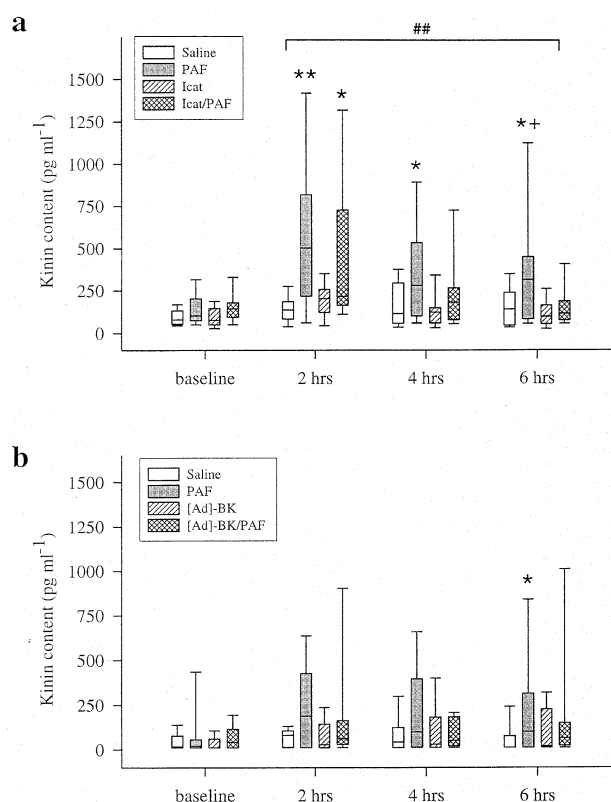 a
##
Saline
PAF
Icat
Icat/PAF
** * * *+
Kinin content (pg ml⁻¹)
1500
1250
1000
750
500
250
0
baseline 2 hrs 4 hrs 6 hrs
b
Saline
PAF
[Ad]-BK
[Ad]-BK/PAF
*
Kinin content (pg ml⁻¹)
1500
1250
1000
750
500
250
0
baseline 2 hrs 4 hrs 6 hrs